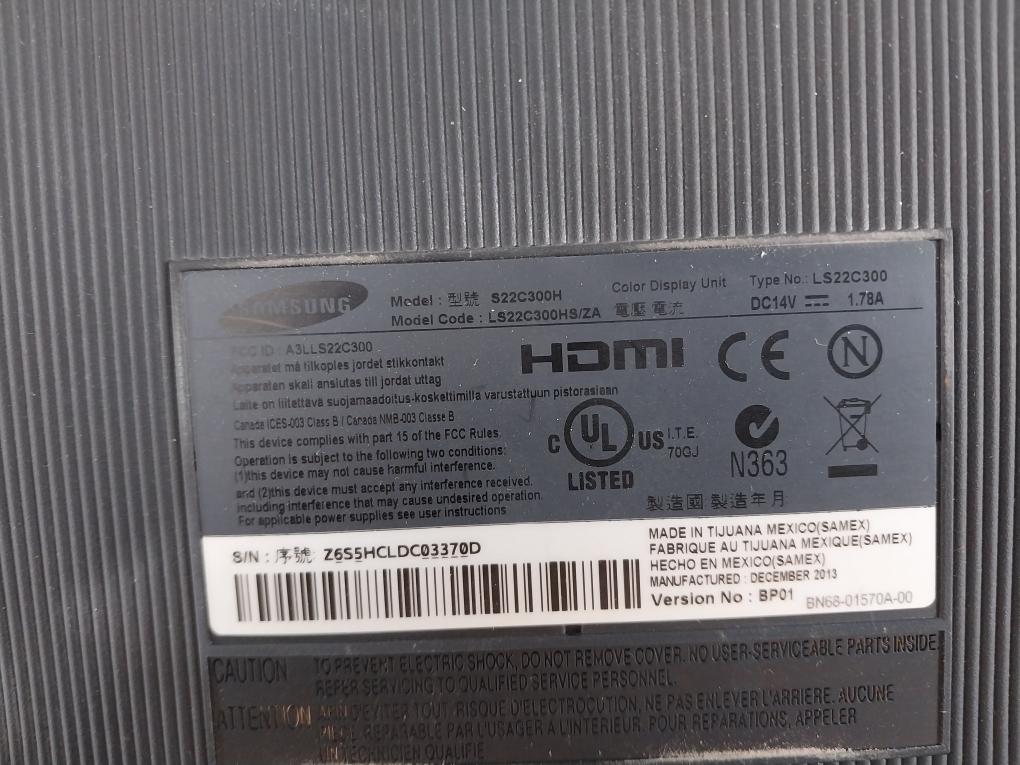 SAMSUNG
Model : 型號 S22C300H
Color Display Unit
Type No.: LS22C300
Model Code : LS22C300HS/ZA
電壓 電流
DC14V 1.78A
FCC ID : A3LLS22C300
Apparatet må tilkoples jordet stikkontakt
Apparaten skall anslutas till jordat uttag
Laite on liitettävä suojamaadoitus-koskettimilla varustettuun pistorasiaan
Canada ICES-003 Class B / Canada NMB-003 Classe B
This device complies with part 15 of the FCC Rules.
Operation is subject to the following two conditions:
(1)this device may not cause harmful interference.
and (2)this device must accept any interference received.
including interference that may cause undesired operation.
For applicable power supplies see user instructions
HDMI
CE
N
C UL US
LISTED
I.T.E.
70GJ
N363
製造國 製造年月
S/N : 序號: Z6S5HCLDC03370D
MADE IN TIJUANA MEXICO(SAMEX)
FABRIQUE AU TIJUANA MEXIQUE(SAMEX)
HECHO EN MEXICO(SAMEX)
MANUFACTURED : DECEMBER 2013
Version No : BP01
BN68-01570A-00
CAUTION TO PREVENT ELECTRIC SHOCK, DO NOT REMOVE COVER. NO USER-SERVICEABLE PARTS INSIDE.
REFER SERVICING TO QUALIFIED SERVICE PERSONNEL.
ATTENTION AFIN D'EVITER TOUT RISQUE D'ELECTROCUTION, NE PAS ENLEVER L'ARRIERE. AUCUNE
PIECE REPARABLE PAR L'USAGER A L'INTERIEUR. POUR REPARATIONS, APPELER
UN TECHNICIEN QUALIFIE